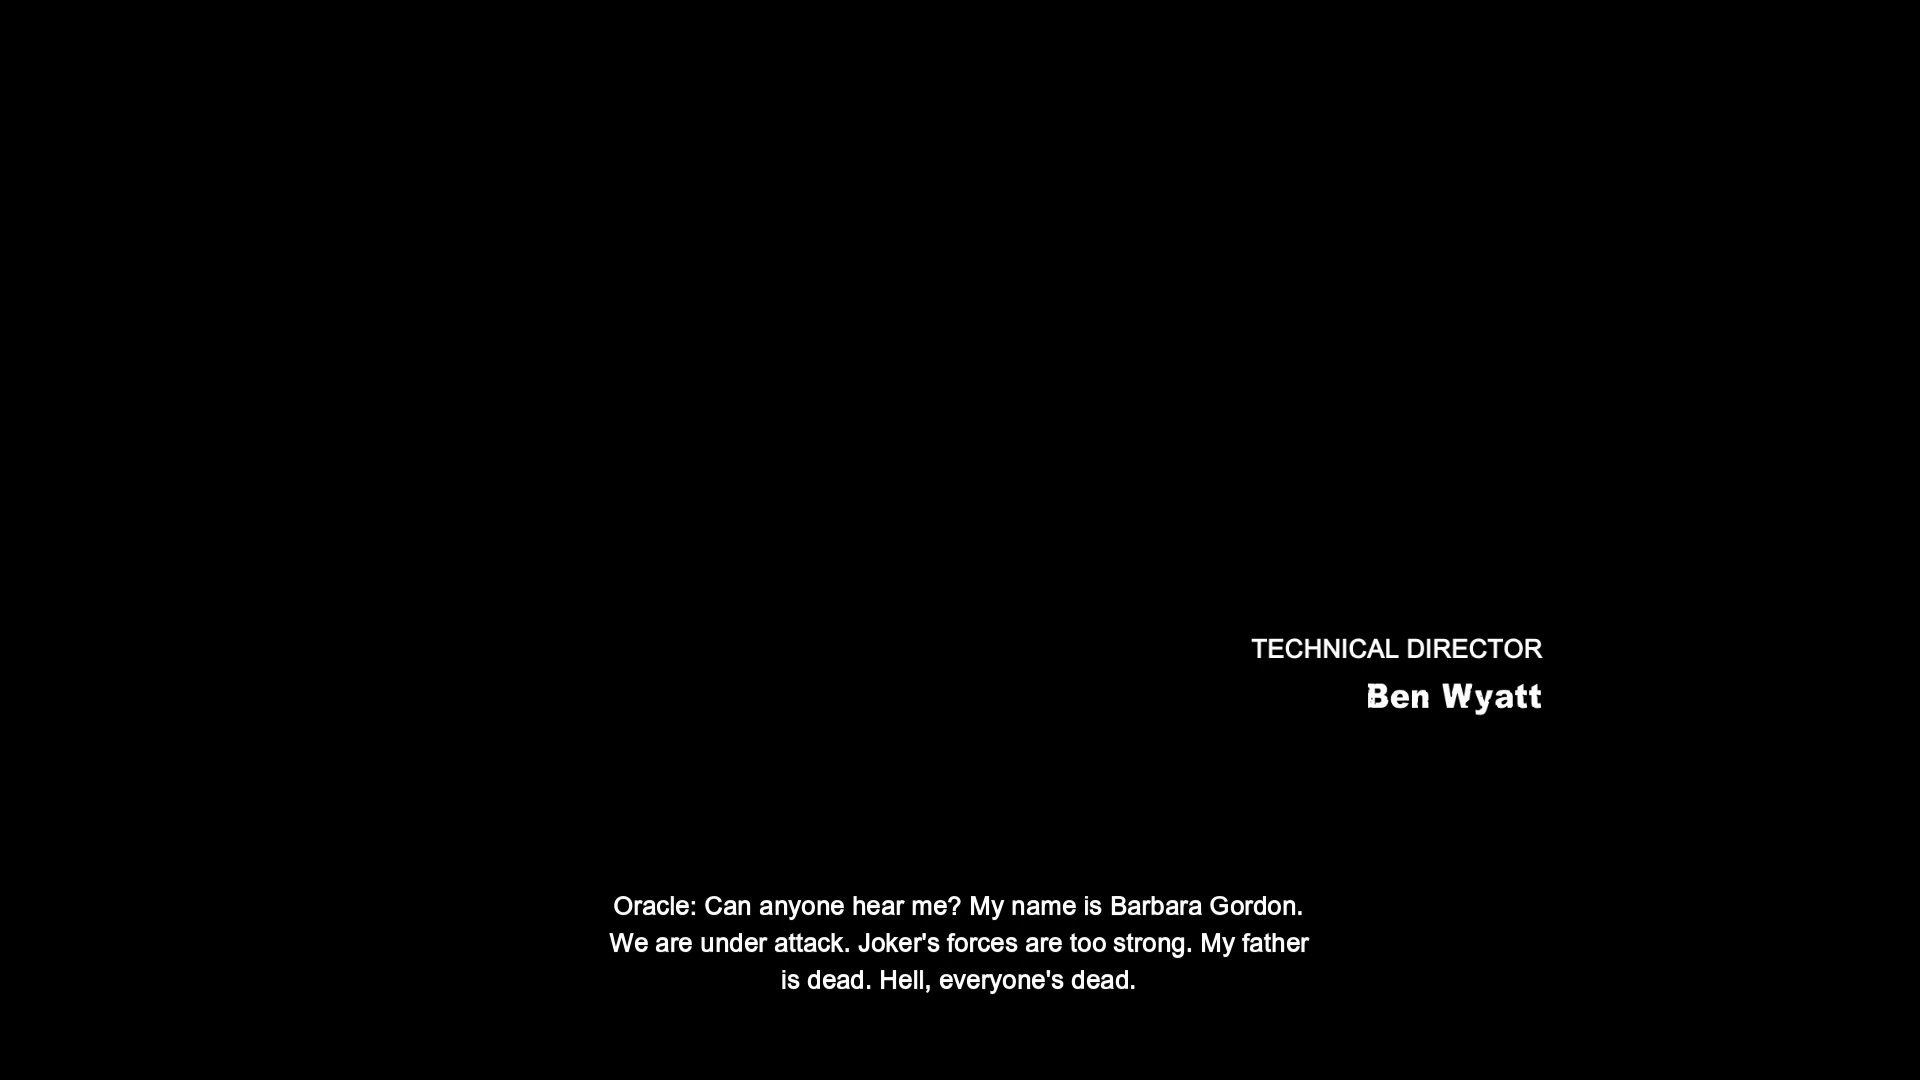 TECHNICAL DIRECTOR
Ben Wyatt
Oracle: Can anyone hear me? My name is Barbara Gordon.
We are under attack. Joker's forces are too strong. My father
is dead. Hell, everyone's dead.